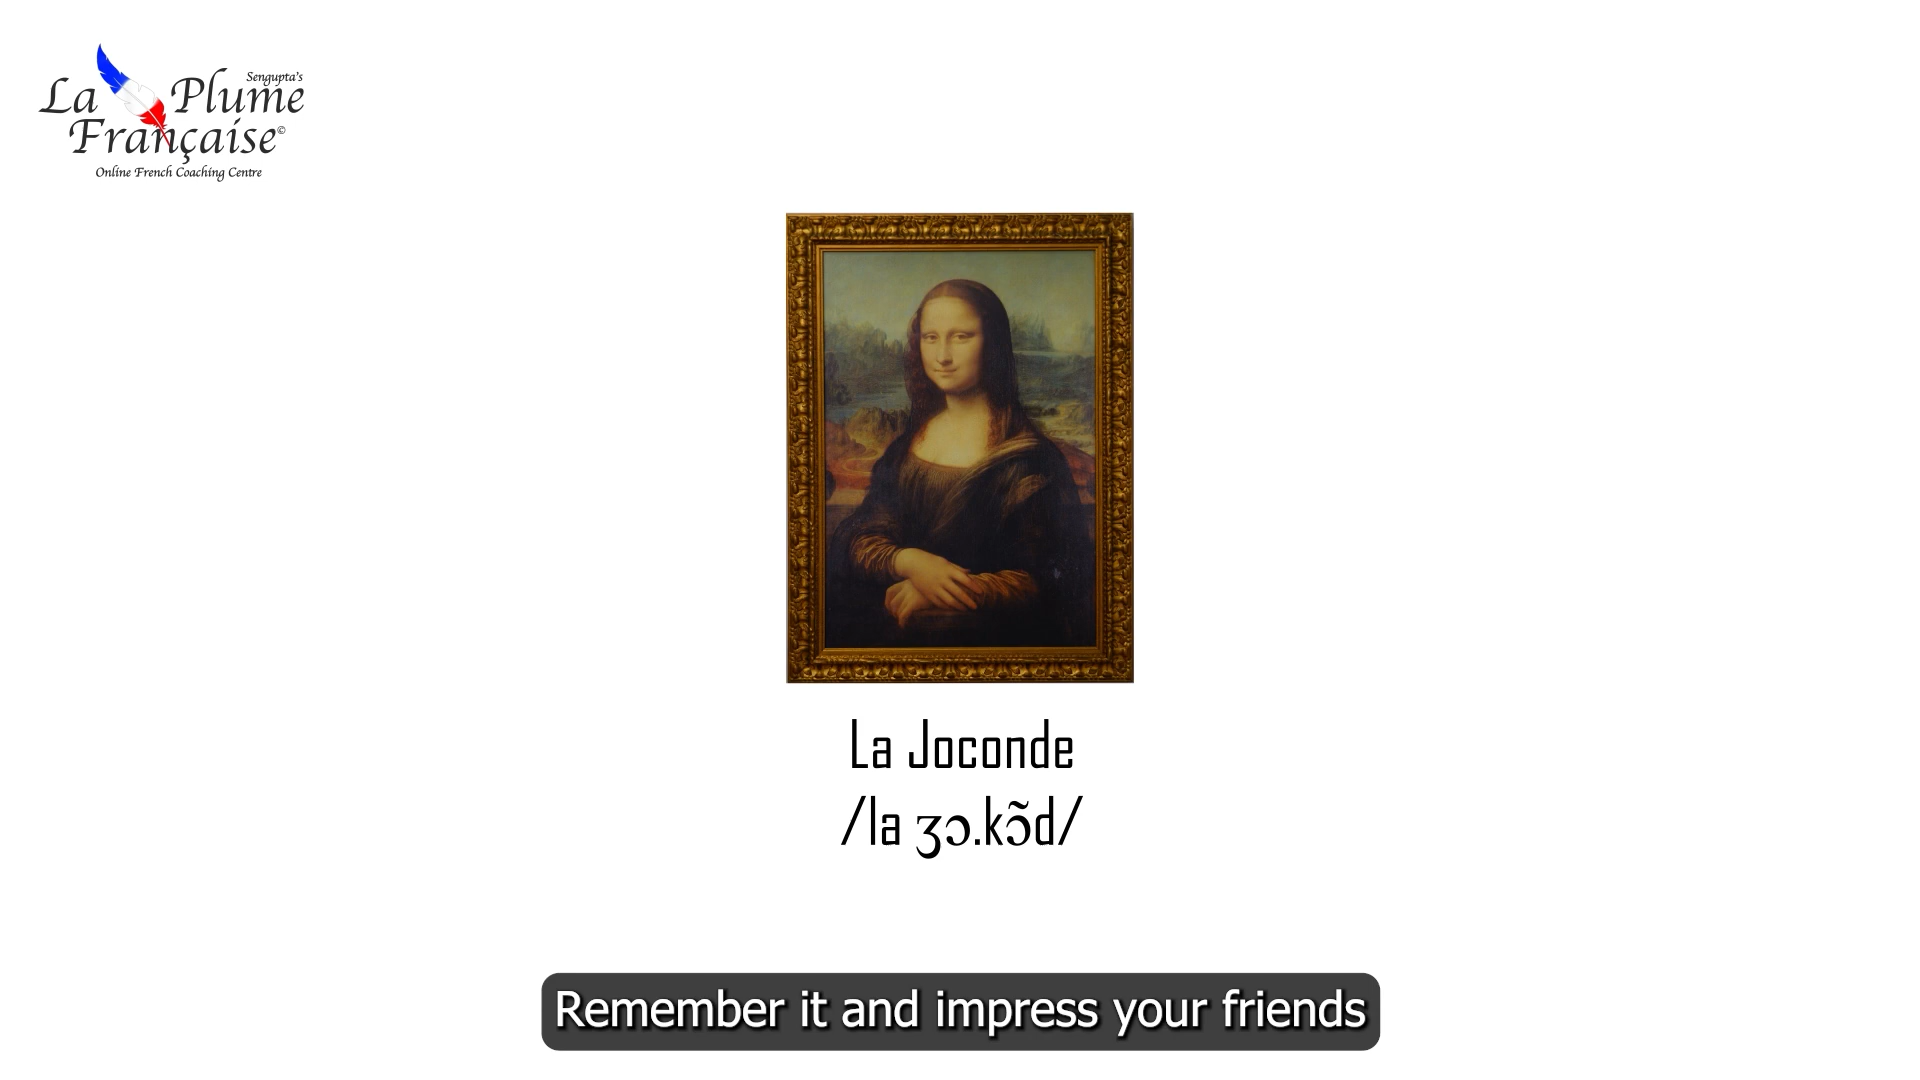 Sengupta's
La Plume
Française©
Online French Coaching Centre
La Joconde
/la ʒɔ.kɔ̃d/
Remember it and impress your friends